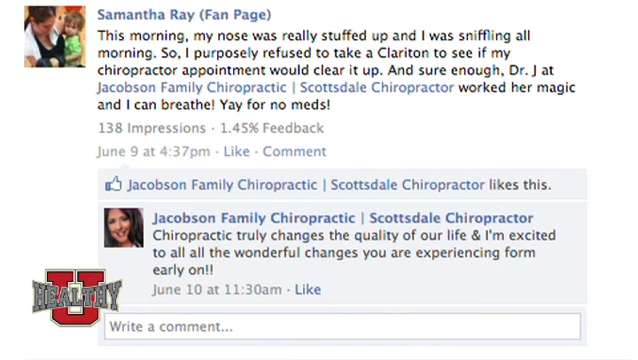 Samantha Ray (Fan Page)
This morning, my nose was really stuffed up and I was sniffling all
morning. So, I purposely refused to take a Clariton to see if my
chiropractor appointment would clear it up. And sure enough, Dr. J at
Jacobson Family Chiropractic | Scottsdale Chiropractor worked her magic
and I can breathe! Yay for no meds!
138 Impressions · 1.45% Feedback
June 9 at 4:37pm · Like · Comment
Jacobson Family Chiropractic | Scottsdale Chiropractor likes this.
Jacobson Family Chiropractic | Scottsdale Chiropractor
Chiropractic truly changes the quality of our life & I'm excited
to all all the wonderful changes you are experiencing form
early on!!
June 10 at 11:30am · Like
HEALTHY
U
Write a comment...